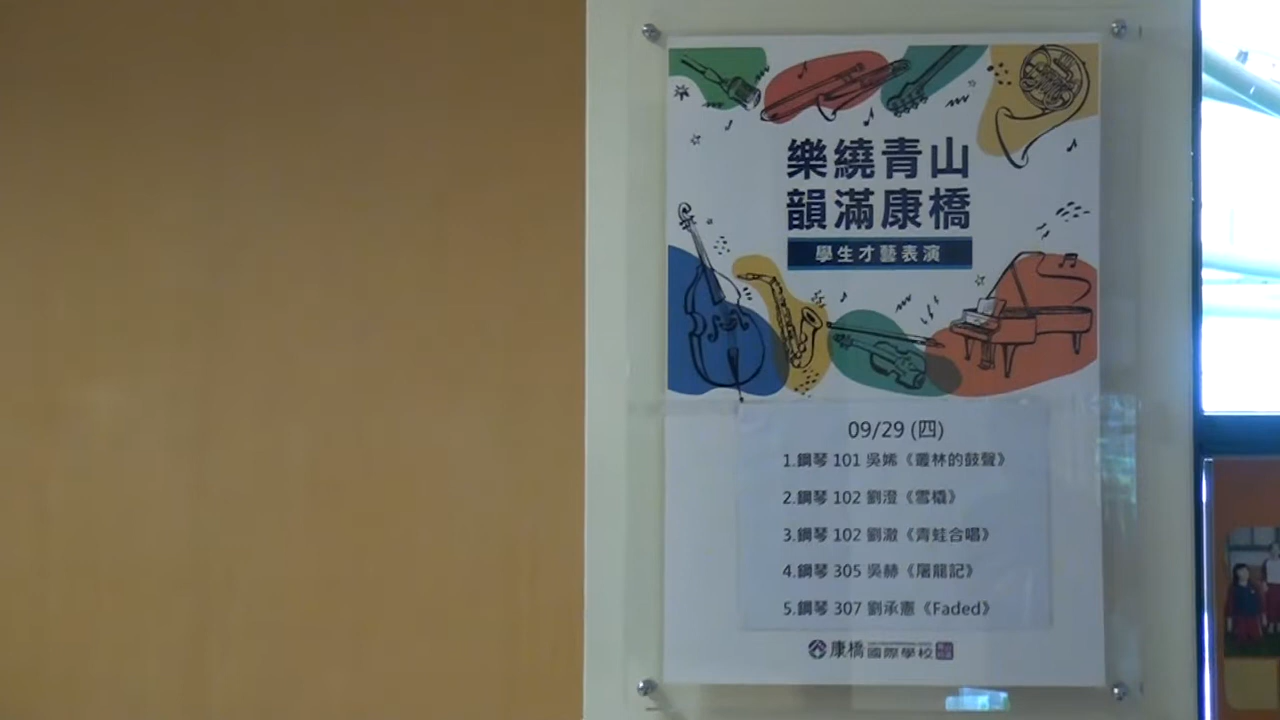 樂繞青山
韻滿康橋
學生才藝表演
09/29 (四)
1.鋼琴 101 吳婼《叢林的鼓聲》
2.鋼琴 102 劉澄《雪橇》
3.鋼琴 102 劉澈《青蛙合唱》
4.鋼琴 305 吳赫《屠龍記》
5.鋼琴 307 劉承憲《Faded》
康橋國際學校